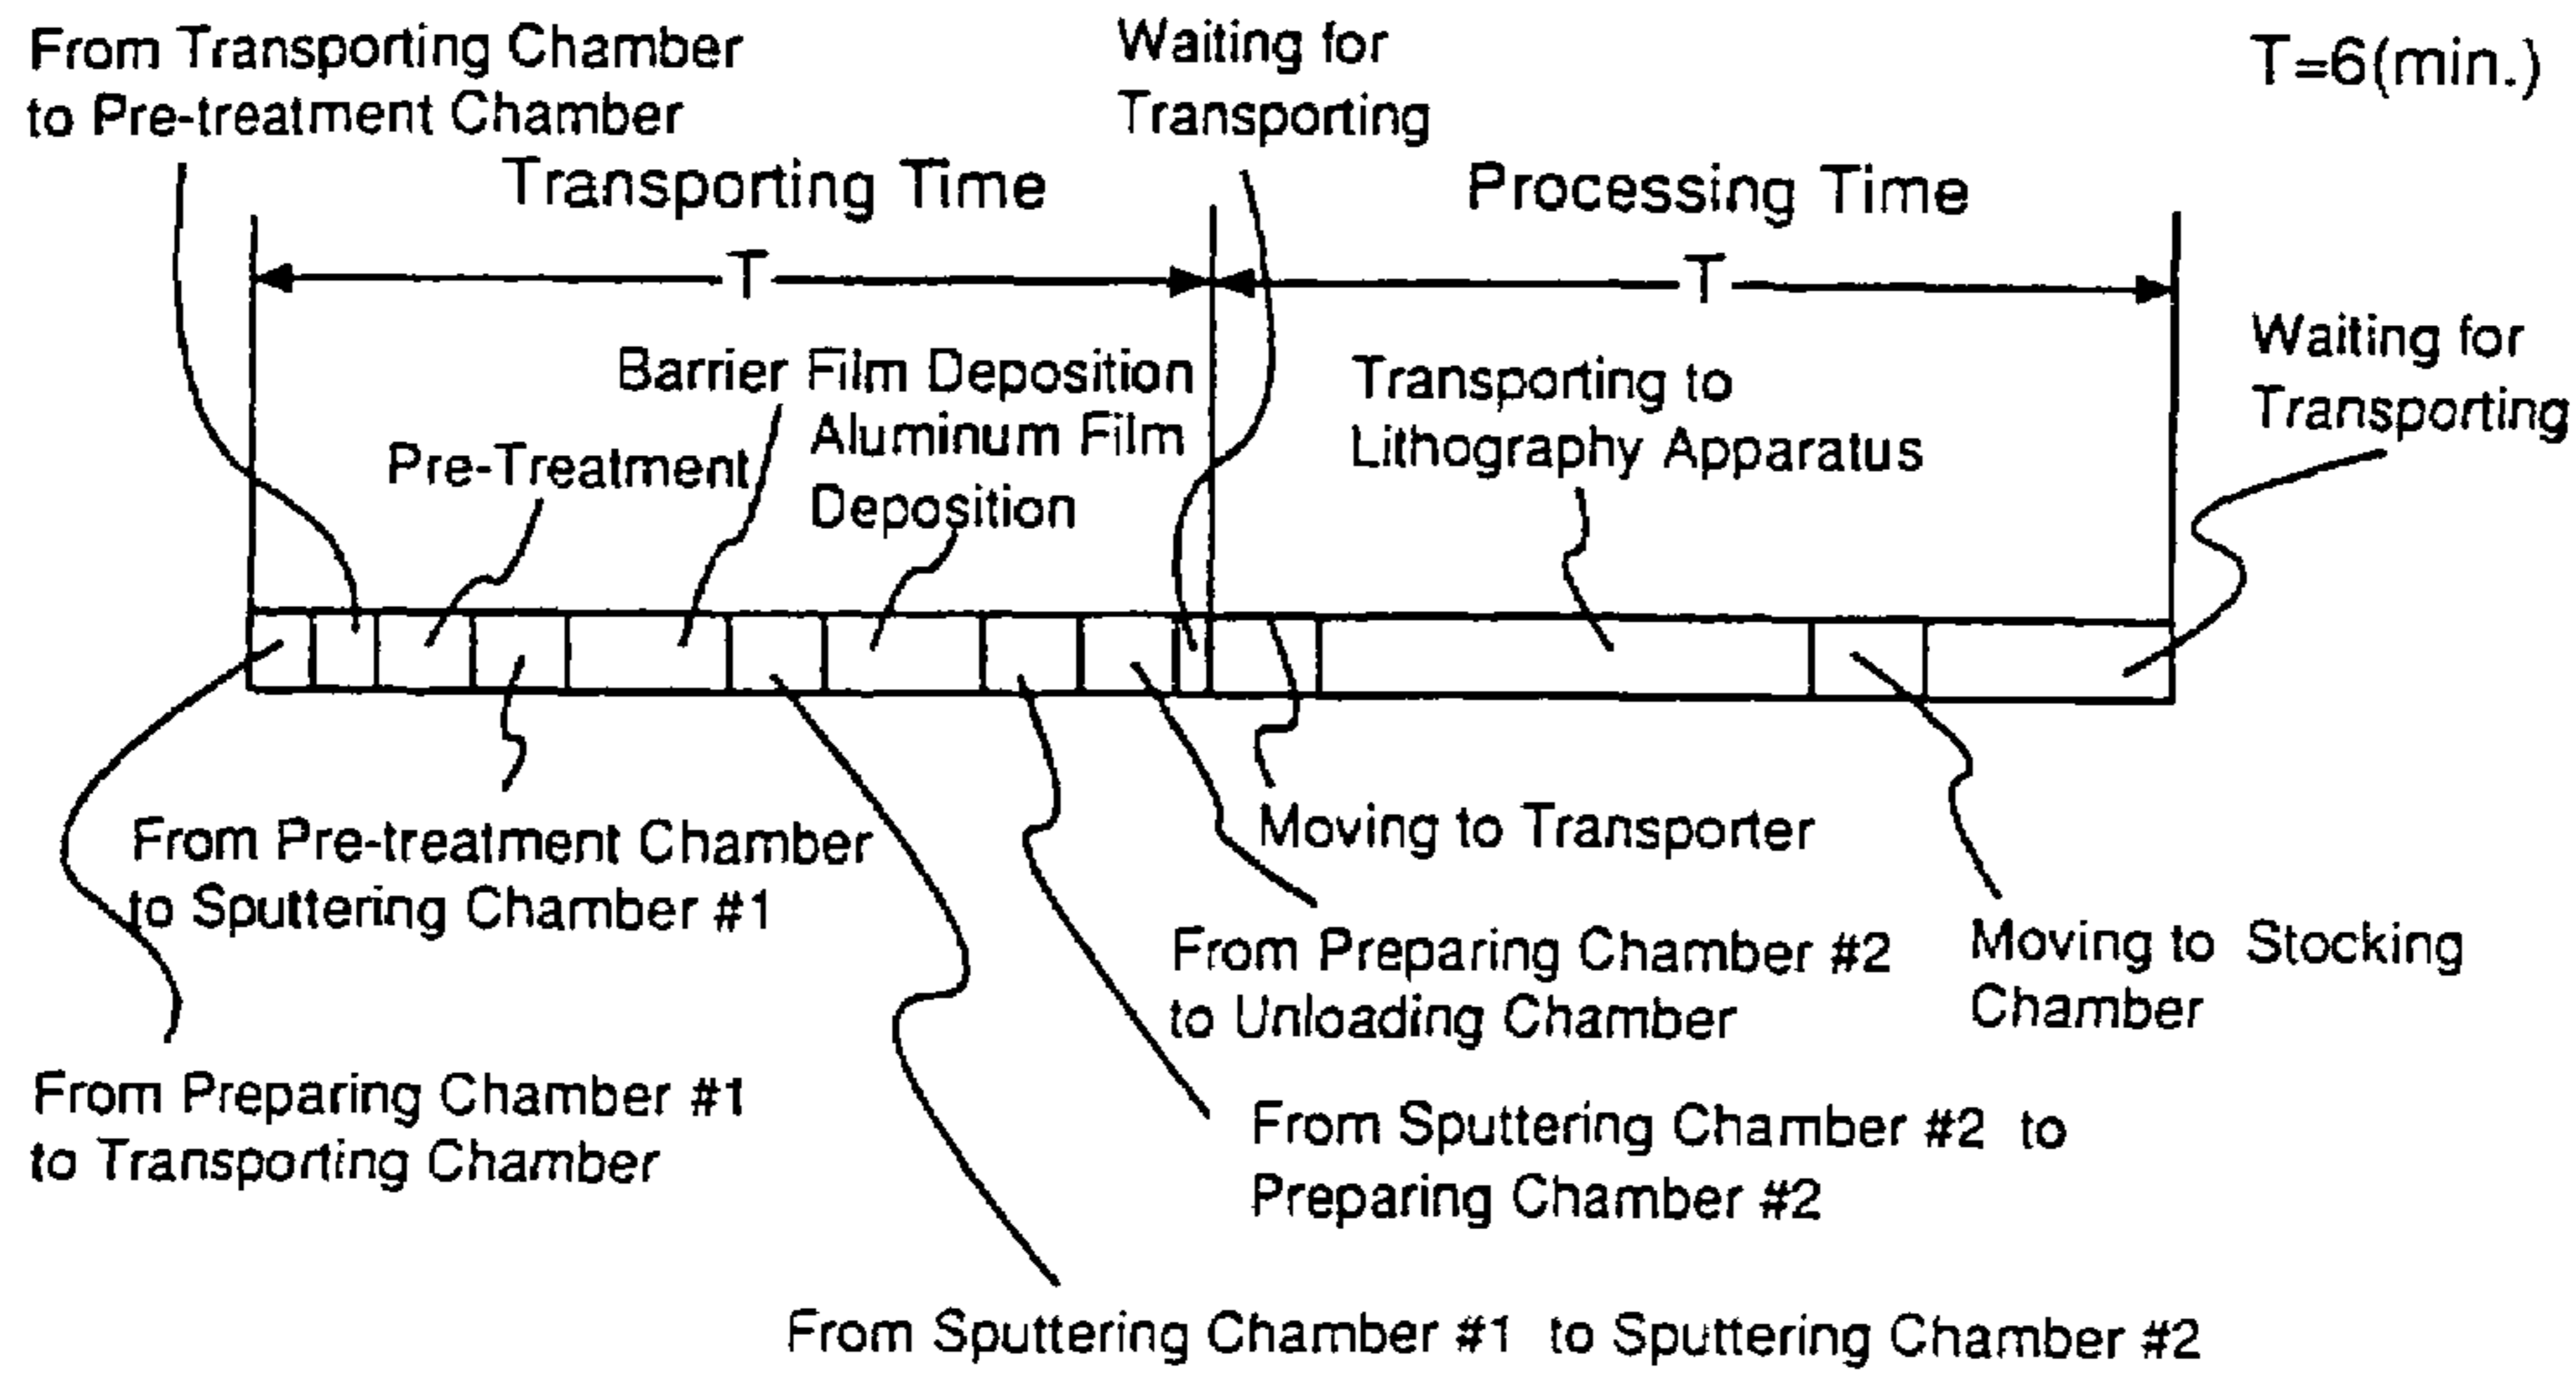 From Transporting Chamber
to Pre-treatment Chamber
Waiting for
Transporting
T=6(min.)
Transporting Time
Processing Time
T
T
Barrier Film Deposition
Aluminum Film
Deposition
Pre-Treatment
Transporting to
Lithography Apparatus
Waiting for
Transporting
From Pre-treatment Chamber
to Sputtering Chamber #1
Moving to Transporter
From Preparing Chamber #2
to Unloading Chamber
Moving to Stocking
Chamber
From Preparing Chamber #1
to Transporting Chamber
From Sputtering Chamber #2 to
Preparing Chamber #2
From Sputtering Chamber #1 to Sputtering Chamber #2